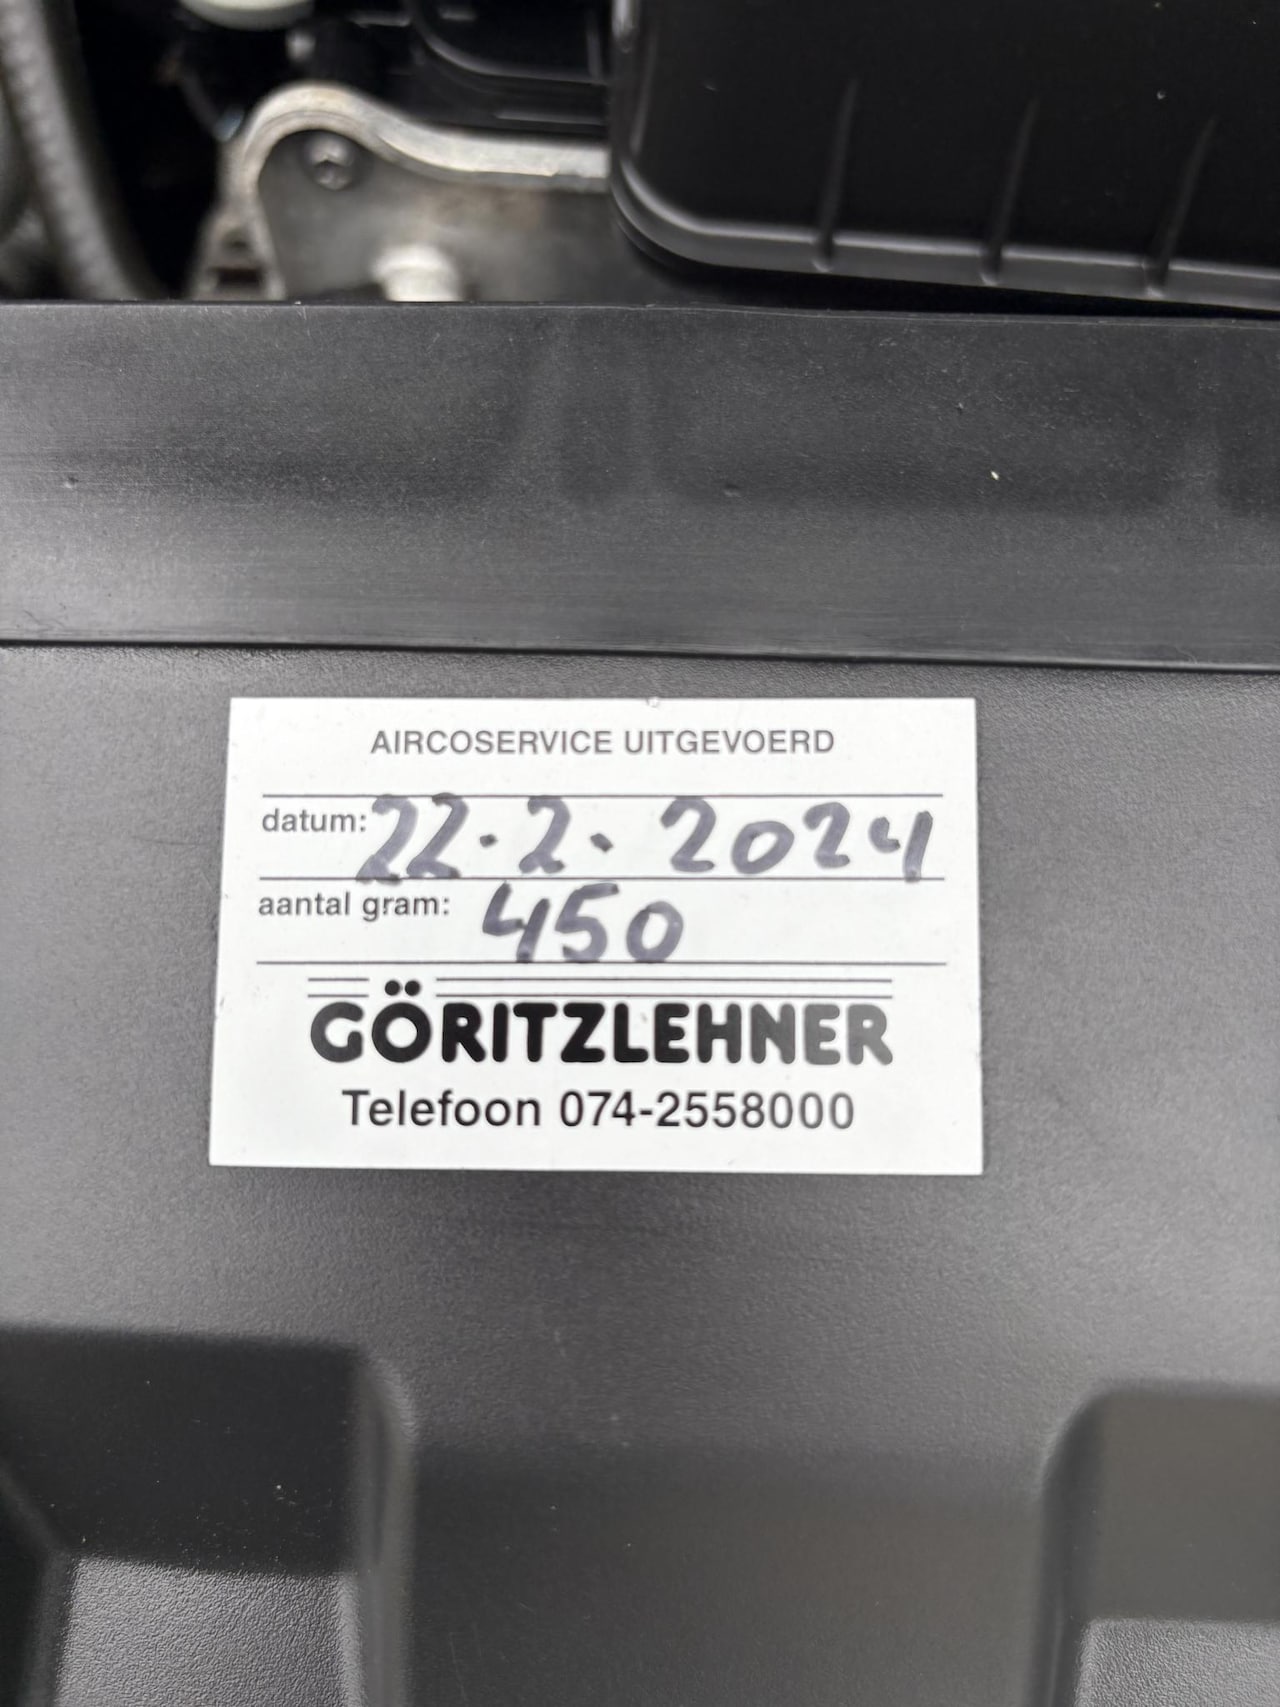 AIRCOSERVICE UITGEVOERD
datum: 22.2.2024
aantal gram: 450
GÖRITZLEHNER
Telefoon 074-2558000